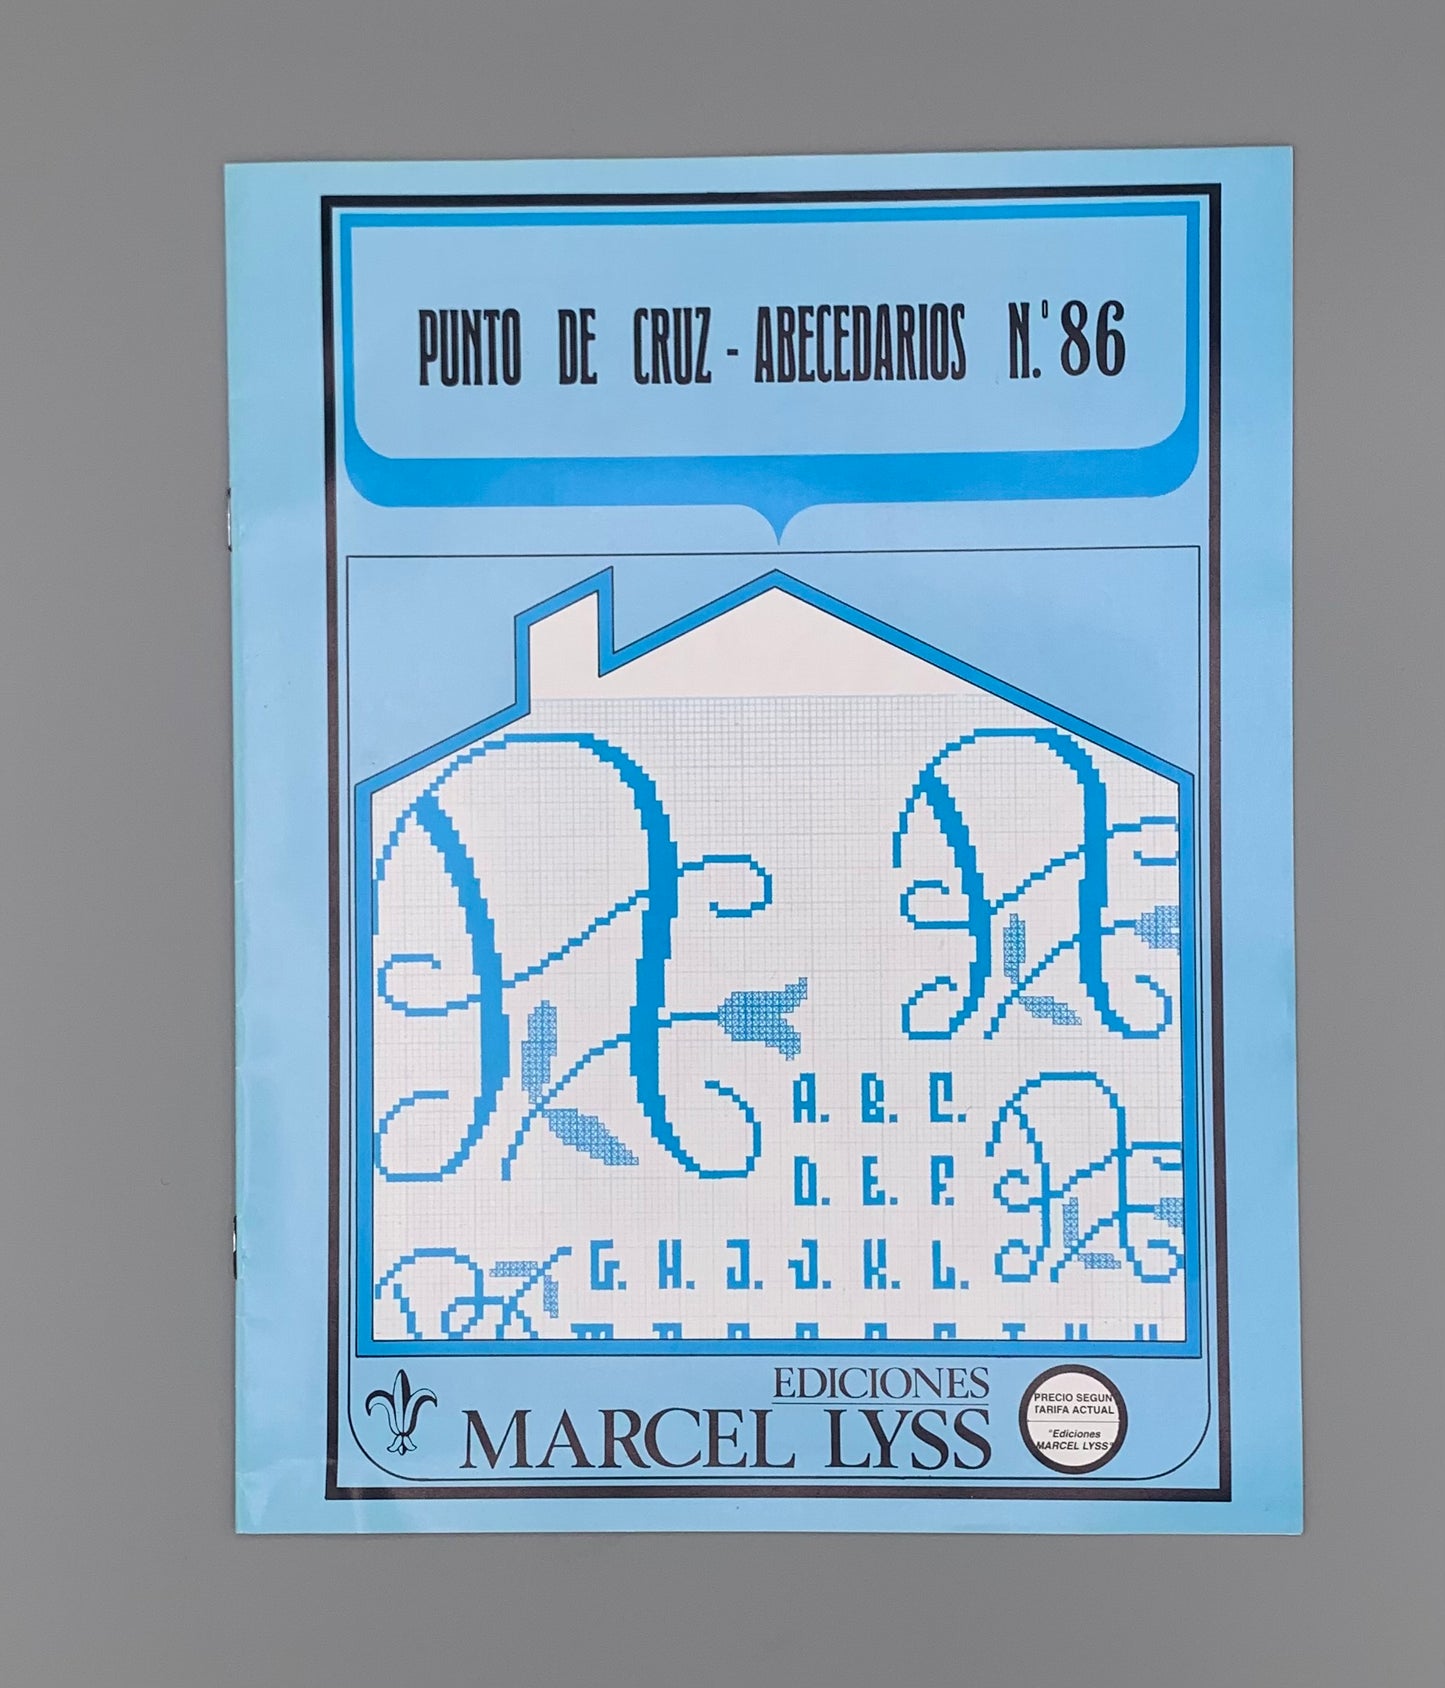 PUNTO DE CRUZ - ABECEDARIOS N.º 86
A. B. C.
D. E. F.
G. H. J. J. K. L.
EDICIONES
MARCEL LYSS
PRECIO SEGUN
TARIFA ACTUAL
"Ediciones
MARCEL LYSS"